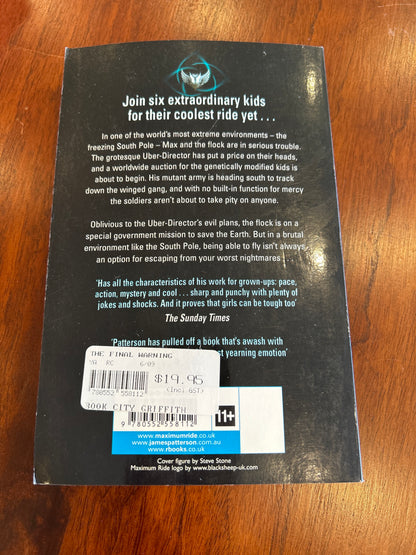 Join six extraordinary kids
for their coolest ride yet . . .
In one of the world's most extreme environments – the
freezing South Pole – Max and the flock are in serious trouble.
The grotesque Uber-Director has put a price on their heads,
and a worldwide auction for the genetically modified kids is
about to begin. His mutant army is heading south to track
down the winged gang, and with no built-in function for mercy
the soldiers aren't about to take pity on anyone.
Oblivious to the Uber-Director's evil plans, the flock is on a
special government mission to save the Earth. But in a brutal
environment like the South Pole, being able to fly isn't always
an option for escaping from your worst nightmares . . .
'Has all the characteristics of his work for grown-ups: pace,
action, mystery and cool . . . sharp and punchy with plenty of
jokes and shocks. And it proves that girls can be tough too'
The Sunday Times
'Patterson has pulled off a book that's awash with
yearning emotion'
THE FINAL WARNING
YA RC 6/09
$19.95
(Incl.GST)
780552 558112
BOOK CITY GRIFFITH
11+
9 780552 558112
www.maximumride.co.uk
www.jamespatterson.com.au
www.rbooks.co.uk
Cover figure by Steve Stone
Maximum Ride logo by www.blacksheep-uk.com